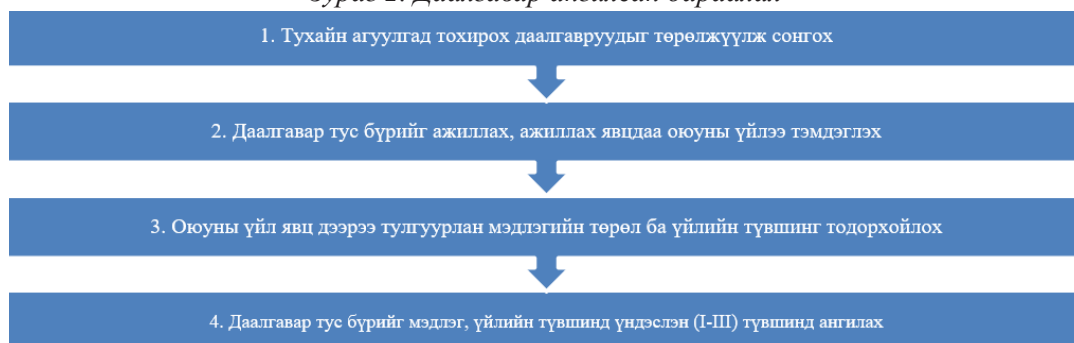 1. Тухайн агуулгад тохирох даалгавруудыг төрөлжүүлж сонгох
2. Даалгавар тус бүрийг ажиллах, ажиллах явцдаа оюуны үйлээ тэмдэглэх
3. Оюуны үйл явц дээрээ тулгуурлан мэдлэгийн төрөл ба үйлийн түвшинг тодорхойлох
4. Даалгавар тус бүрийг мэдлэг, үйлийн түвшинд үндэслэн (I-III) түвшинд ангилах